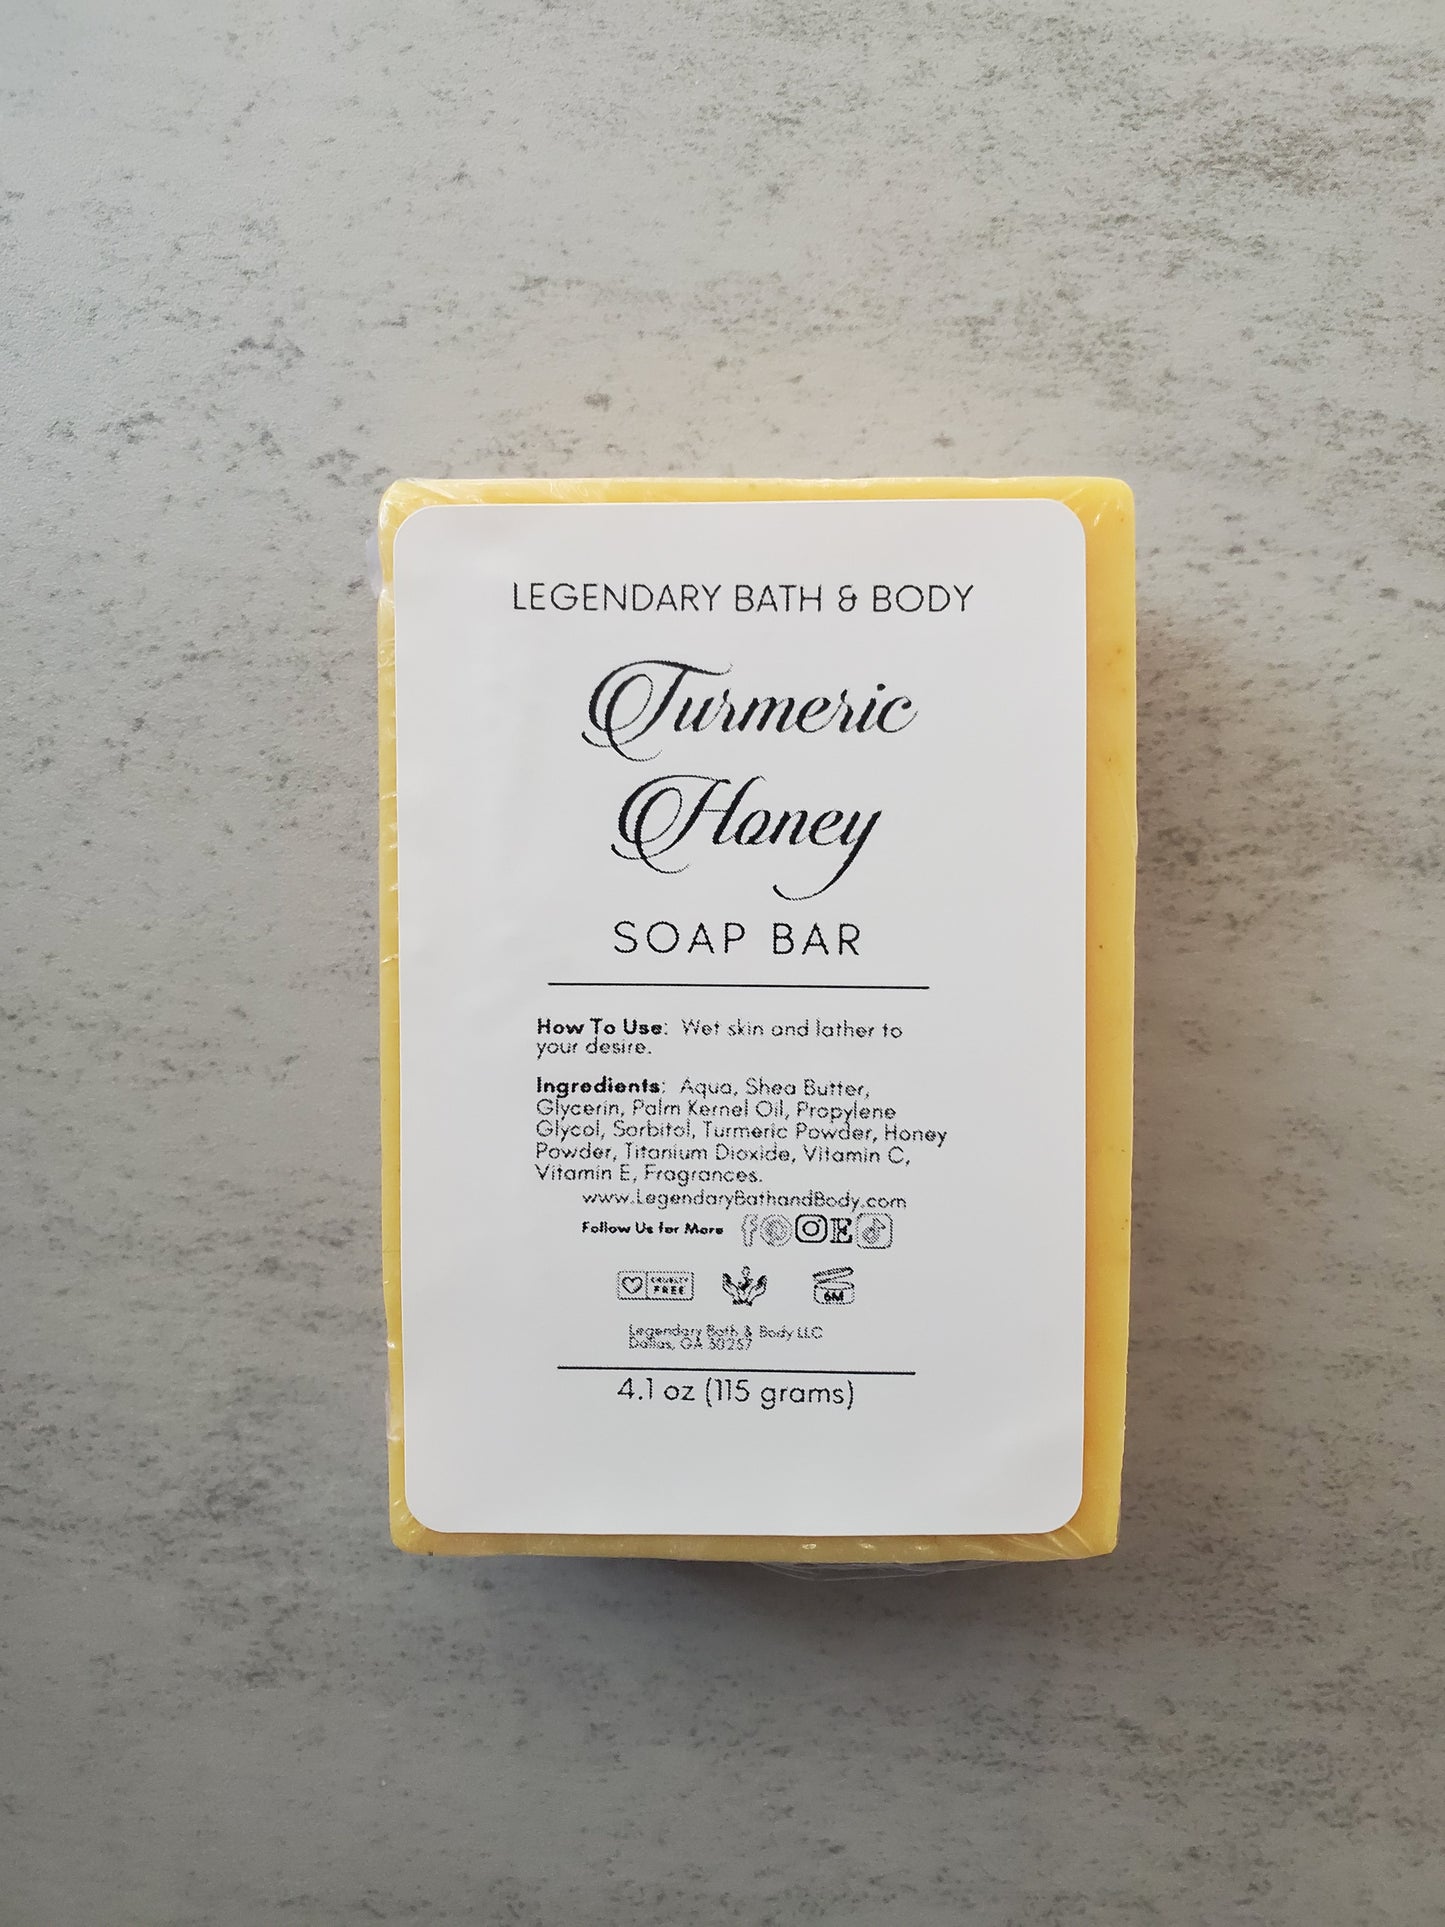 LEGENDARY BATH & BODY
Turmeric
Honey
SOAP BAR
How To Use: Wet skin and lather to
your desire.
Ingredients: Aqua, Shea Butter,
Glycerin, Palm Kernel Oil, Propylene
Glycol, Sorbitol, Turmeric Powder, Honey
Powder, Titanium Dioxide, Vitamin C,
Vitamin E, Fragrances.
www.LegendaryBathandBody.com
Follow Us for More
CRUELTY
FREE
6M
Legendary Bath & Body LLC
Dallas, GA
4.1 oz (115 grams)